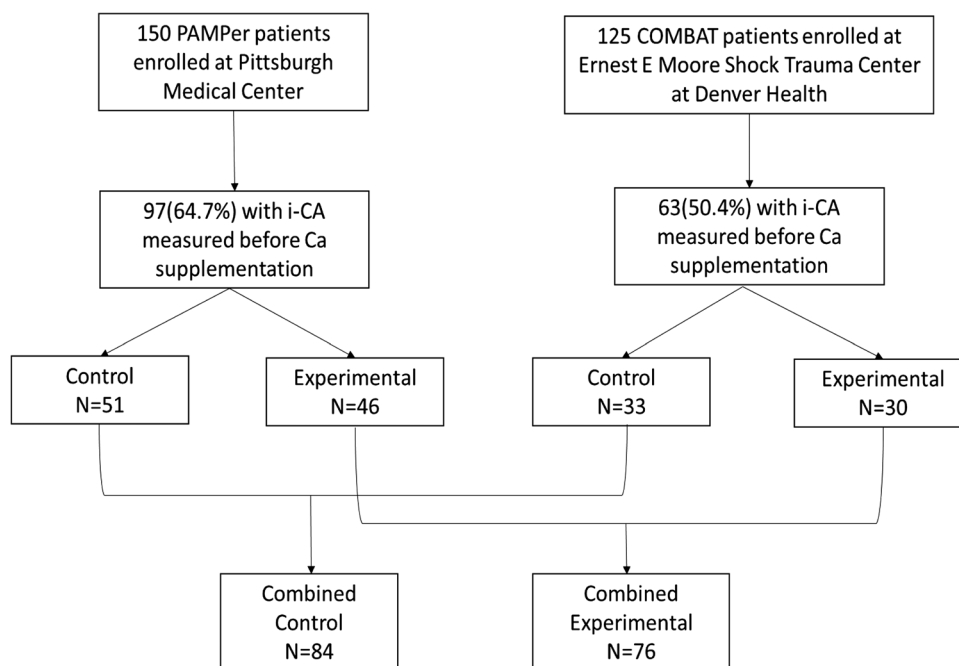 150 PAMPer patients
enrolled at Pittsburgh
Medical Center
125 COMBAT patients enrolled at
Ernest E Moore Shock Trauma Center
at Denver Health
97(64.7%) with i-CA
measured before Ca
supplementation
63(50.4%) with i-CA
measured before Ca
supplementation
Control
N=51
Experimental
N=46
Control
N=33
Experimental
N=30
Combined
Control
N=84
Combined
Experimental
N=76